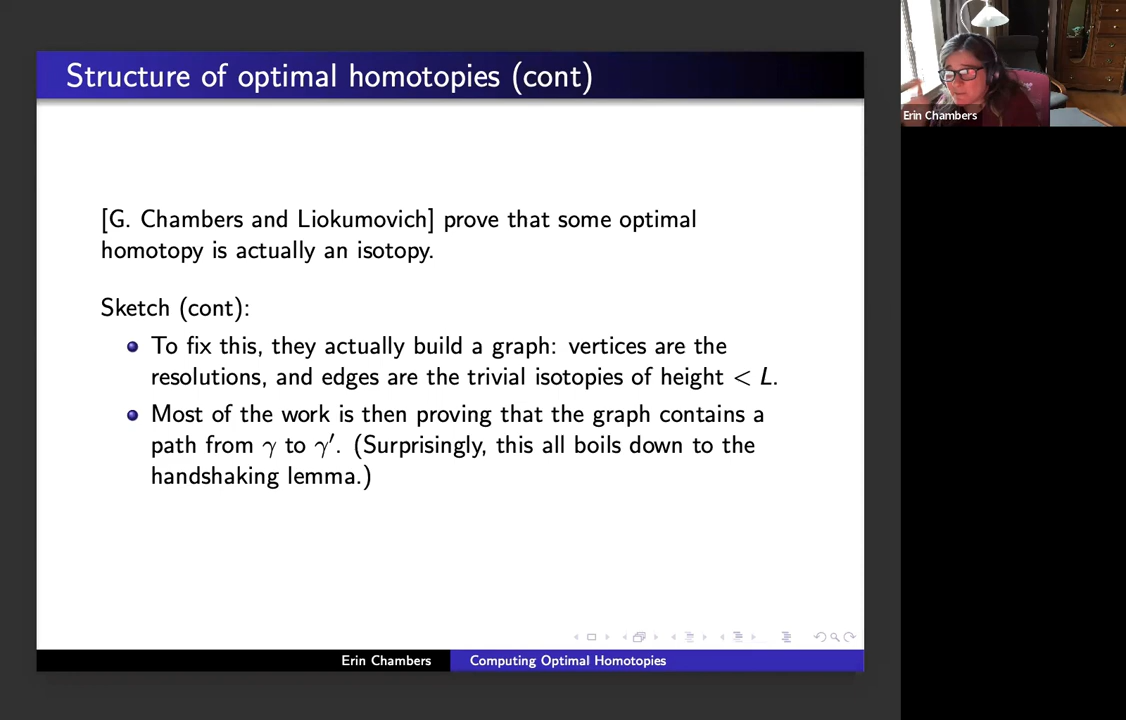 Structure of optimal homotopies (cont)
[G. Chambers and Liokumovich] prove that some optimal
homotopy is actually an isotopy.
Sketch (cont):
To fix this, they actually build a graph: vertices are the
resolutions, and edges are the trivial isotopies of height < L.
Most of the work is then proving that the graph contains a
path from γ to γ′. (Surprisingly, this all boils down to the
handshaking lemma.)
Erin Chambers
Computing Optimal Homotopies
Erin Chambers